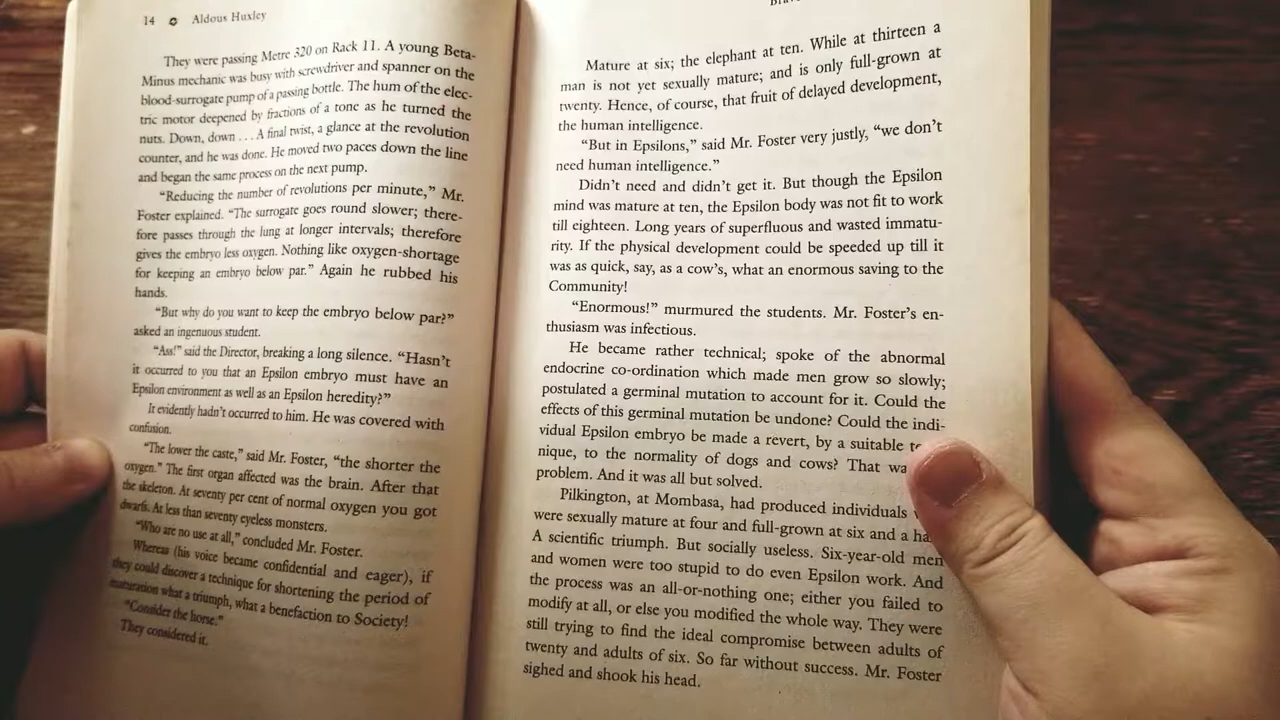 14 Aldous Huxley
They were passing Metre 320 on Rack 11. A young Beta-
Minus mechanic was busy with screwdriver and spanner on the
blood-surrogate pump of a passing bottle. The hum of the elec-
tric motor deepened by fractions of a tone as he turned the
nuts. Down, down . . . A final twist, a glance at the revolution
counter, and he was done. He moved two paces down the line
and began the same process on the next pump.
“Reducing the number of revolutions per minute,” Mr.
Foster explained. “The surrogate goes round slower; there-
fore passes through the lung at longer intervals; therefore
gives the embryo less oxygen. Nothing like oxygen-shortage
for keeping an embryo below par.” Again he rubbed his
hands.
“But why do you want to keep the embryo below par?”
asked an ingenuous student.
“Ass!” said the Director, breaking a long silence. “Hasn’t
it occurred to you that an Epsilon embryo must have an
Epsilon environment as well as an Epsilon heredity?”
It evidently hadn’t occurred to him. He was covered with
confusion.
“The lower the caste,” said Mr. Foster, “the shorter the
oxygen.” The first organ affected was the brain. After that
the skeleton. At seventy per cent of normal oxygen you got
dwarfs. At less than seventy eyeless monsters.
“Who are no use at all,” concluded Mr. Foster.
Whereas (his voice became confidential and eager), if
they could discover a technique for shortening the period of
maturation what a triumph, what a benefaction to Society!
“Consider the horse.”
They considered it.
Mature at six; the elephant at ten. While at thirteen a
man is not yet sexually mature; and is only full-grown at
twenty. Hence, of course, that fruit of delayed development,
the human intelligence.
“But in Epsilons,” said Mr. Foster very justly, “we don’t
need human intelligence.”
Didn’t need and didn’t get it. But though the Epsilon
mind was mature at ten, the Epsilon body was not fit to work
till eighteen. Long years of superfluous and wasted immatu-
rity. If the physical development could be speeded up till it
was as quick, say, as a cow’s, what an enormous saving to the
Community!
“Enormous!” murmured the students. Mr. Foster’s en-
thusiasm was infectious.
He became rather technical; spoke of the abnormal
endocrine co-ordination which made men grow so slowly;
postulated a germinal mutation to account for it. Could the
effects of this germinal mutation be undone? Could the indi-
vidual Epsilon embryo be made a revert, by a suitable
nique, to the normality of dogs and cows? That
problem. And it was all but solved.
Pilkington, at Mombasa, had produced individuals
were sexually mature at four and full-grown at six and a
A scientific triumph. But socially useless. Six-year-old men
and women were too stupid to do even Epsilon work. And
the process was an all-or-nothing one; either you failed to
modify at all, or else you modified the whole way. They were
still trying to find the ideal compromise between adults of
twenty and adults of six. So far without success. Mr. Foster
sighed and shook his head.